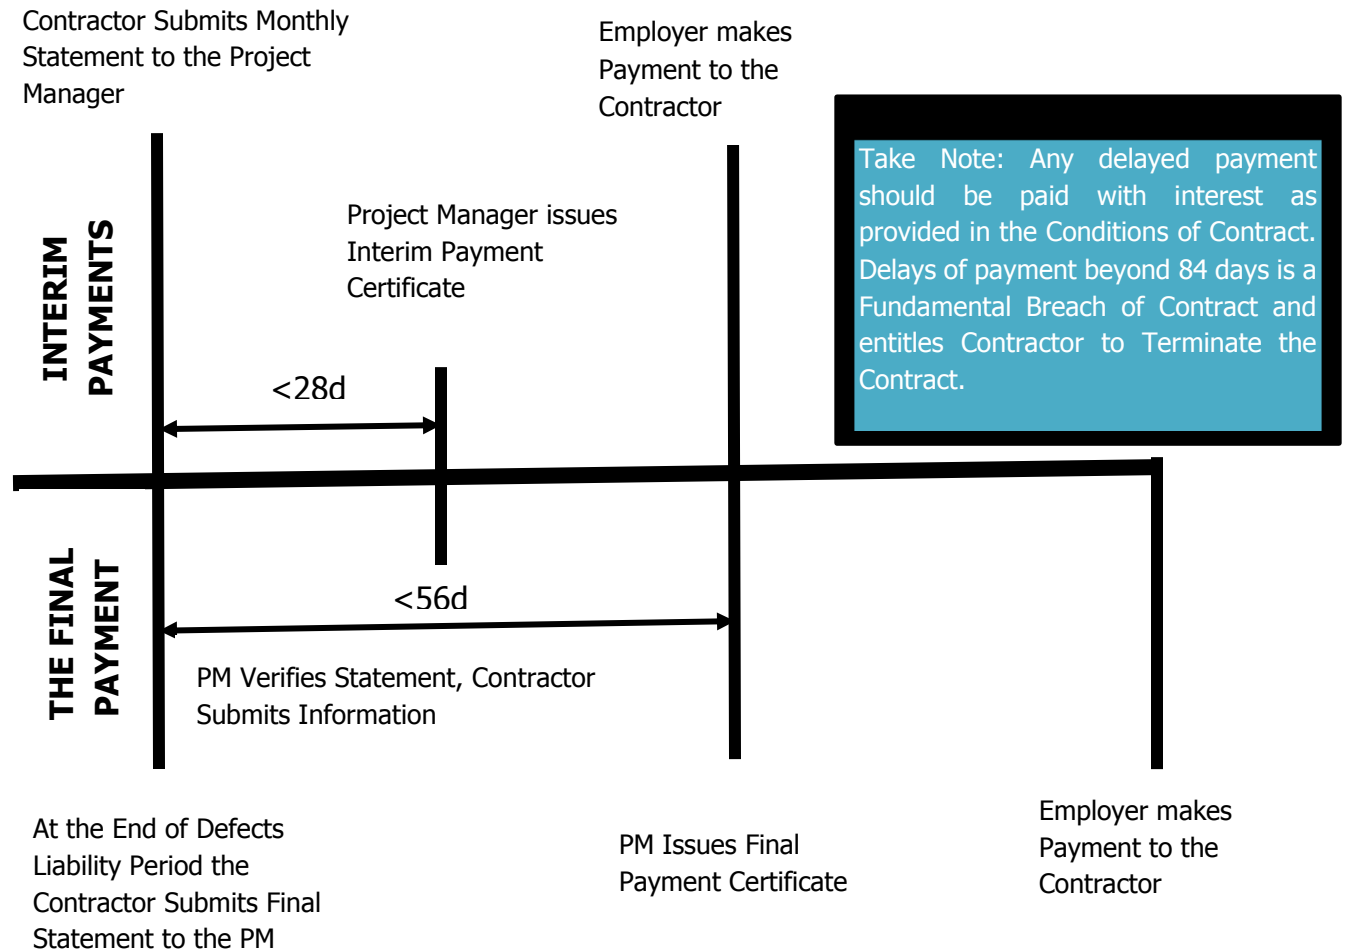 Contractor Submits Monthly
Statement to the Project
Manager
Employer makes
Payment to the
Contractor
Take Note: Any delayed payment
should be paid with interest as
provided in the Conditions of Contract.
Delays of payment beyond 84 days is a
Fundamental Breach of Contract and
entitles Contractor to Terminate the
Contract.
Project Manager issues
Interim Payment
Certificate
INTERIM
PAYMENTS
<28d
THE FINAL
PAYMENT
<56d
PM Verifies Statement, Contractor
Submits Information
At the End of Defects
Liability Period the
Contractor Submits Final
Statement to the PM
PM Issues Final
Payment Certificate
Employer makes
Payment to the
Contractor